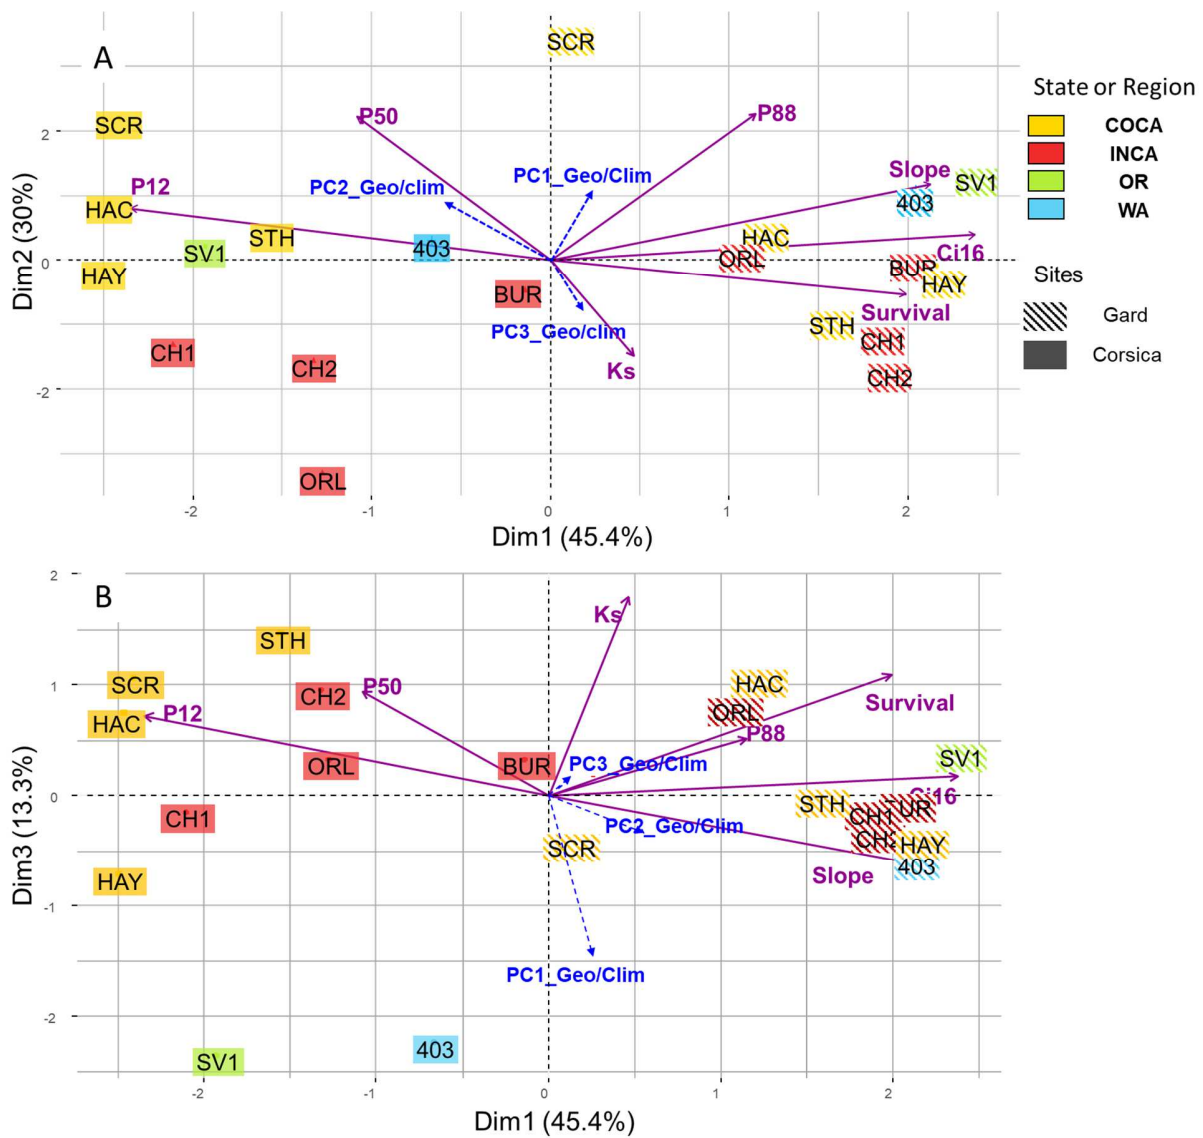 A
SCR
State or Region
COCA
INCA
OR
WA
Sites
Gard
Corsica
SCR
P50
P88
2
P12
PC2_Geo/clim
PC1_Geo/Clim
Slope
SV1
HAC
403
STH
403
HAC
SV1
ORL
Ci16
0
HAY
BUR
HAY
BUR
Survival
PC3_Geo/clim
STH
CH1
CH1
CH2
Ks
CH2
-2
ORL
Dim2 (30%)
-2
-1
0
1
2
Dim1 (45.4%)
B
2
Ks
STH
SCR
CH2
P50
HAC
1
HAC
P12
ORL
Survival
P88
ORL
BUR
PC3_Geo/Clim
SV1
0
CH1
STH
Ci16
CH1
PC2_Geo/Clim
SCR
HAY
HAY
403
Slope
-1
PC1_Geo/Clim
-2
SV1
403
Dim3 (13.3%)
-2
-1
0
1
2
Dim1 (45.4%)